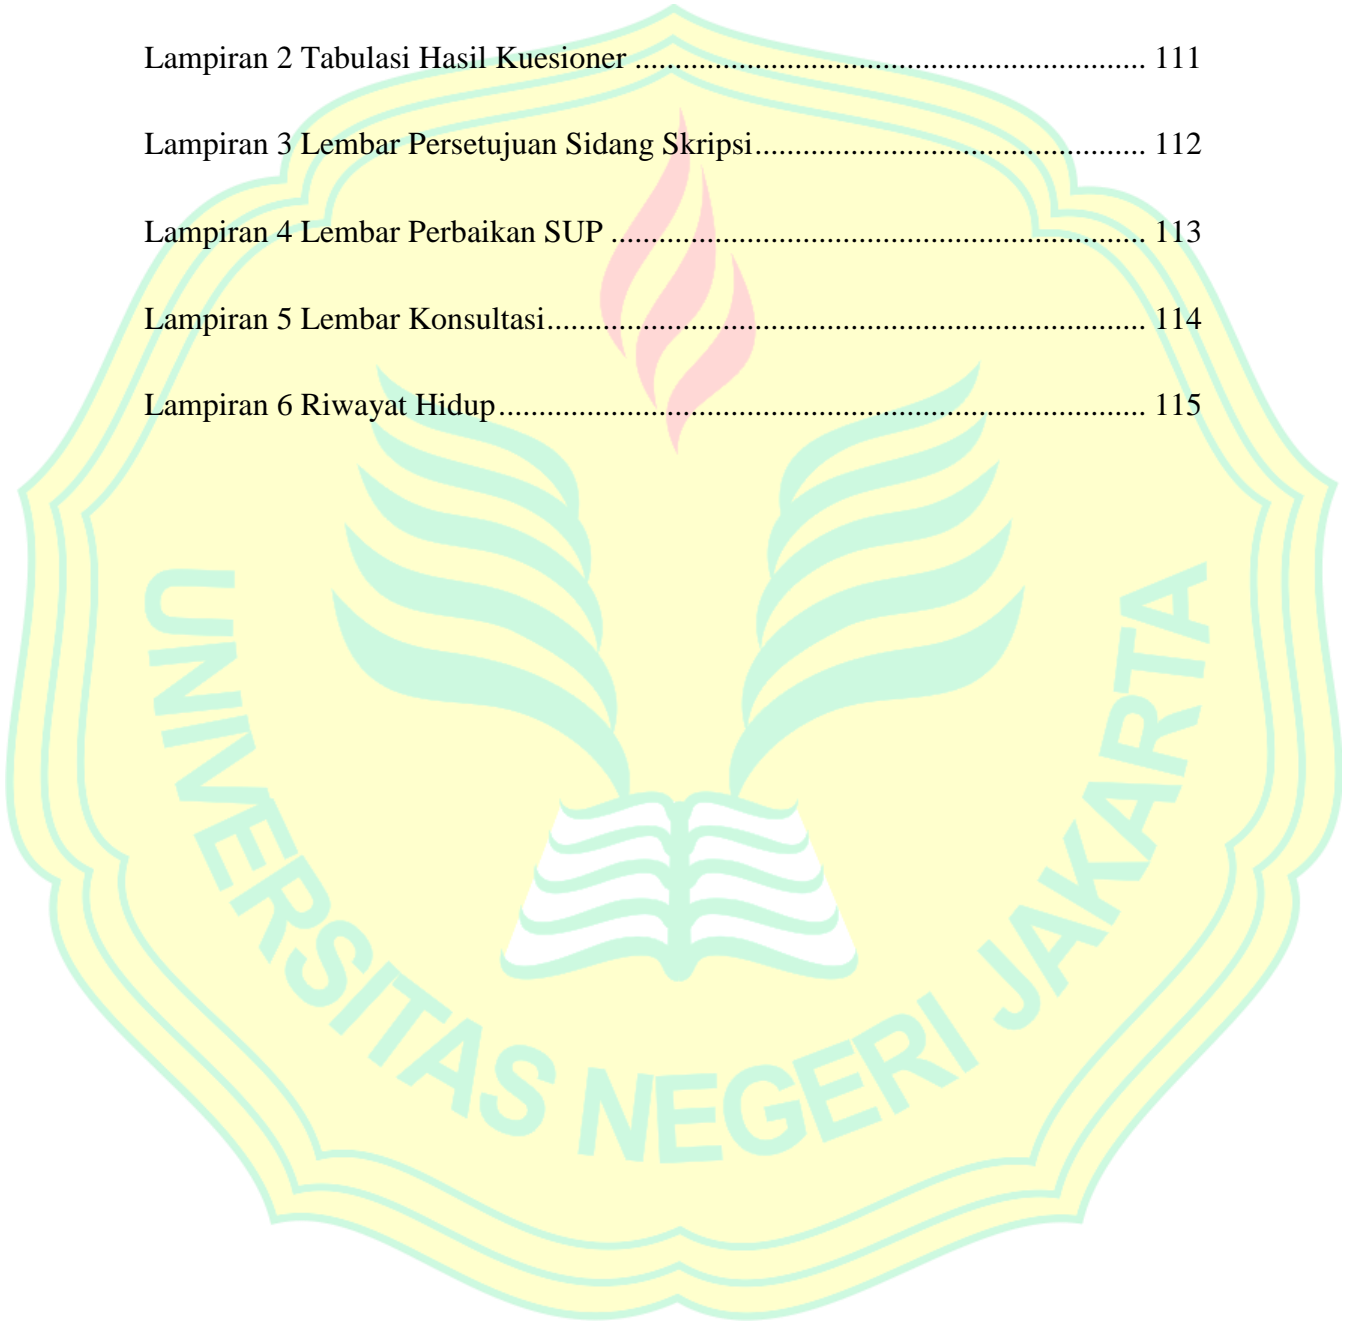 Lampiran 2 Tabulasi Hasil Kuesioner ................................................................ 111
Lampiran 3 Lembar Persetujuan Sidang Skripsi................................................. 112
Lampiran 4 Lembar Perbaikan SUP ................................................................... 113
Lampiran 5 Lembar Konsultasi........................................................................... 114
Lampiran 6 Riwayat Hidup................................................................................. 115
UNIVERSITAS NEGERI JAKARTA